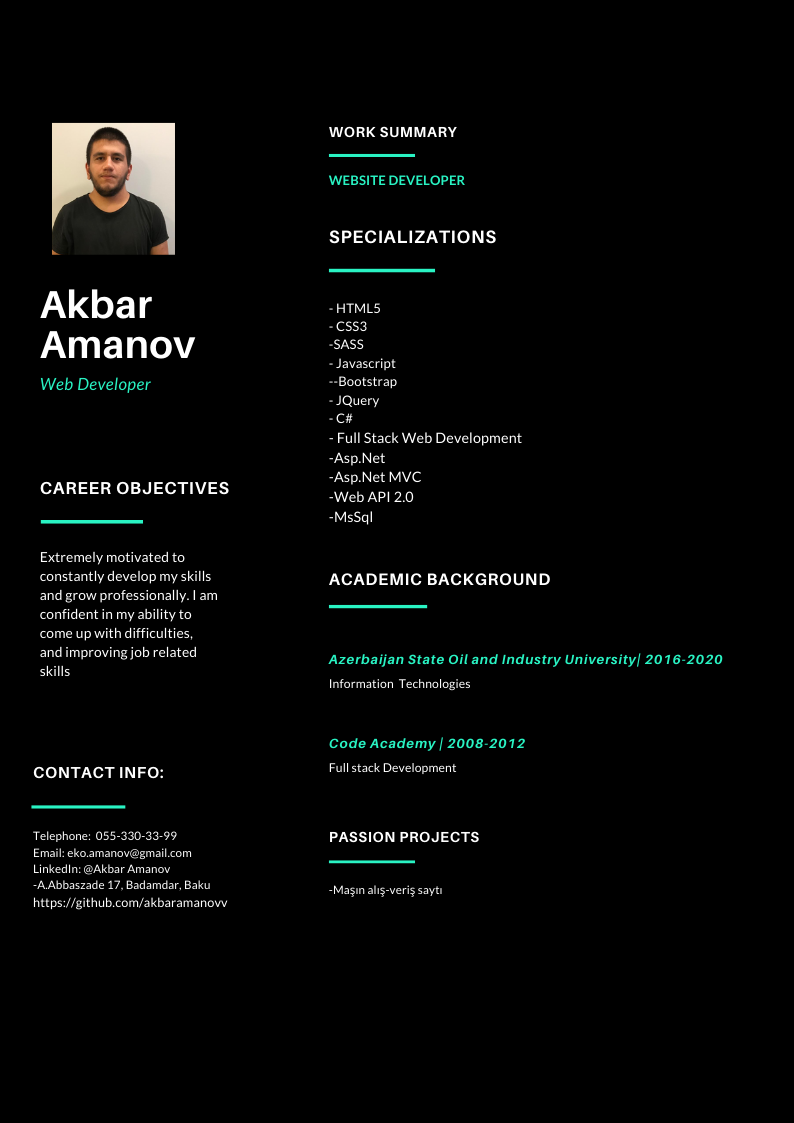 Akbar
Amanov
Web Developer
CAREER OBJECTIVES
Extremely motivated to
constantly develop my skills
and grow professionally. I am
confident in my ability to
come up with difficulties,
and improving job related
skills
CONTACT INFO:
Telephone: 055-330-33-99
Email: eko.amanov@gmail.com
LinkedIn: @Akbar Amanov
-A.Abbaszade 17, Badamdar, Baku
https://github.com/akbaramanovv
WORK SUMMARY
WEBSITE DEVELOPER
SPECIALIZATIONS
- HTML5
- CSS3
-SASS
- Javascript
--Bootstrap
- JQuery
- C#
- Full Stack Web Development
-Asp.Net
-Asp.Net MVC
-Web API 2.0
-MsSql
ACADEMIC BACKGROUND
Azerbaijan State Oil and Industry University| 2016-2020
Information Technologies
Code Academy | 2008-2012
Full stack Development
PASSION PROJECTS
-Maşın alış-veriş saytı